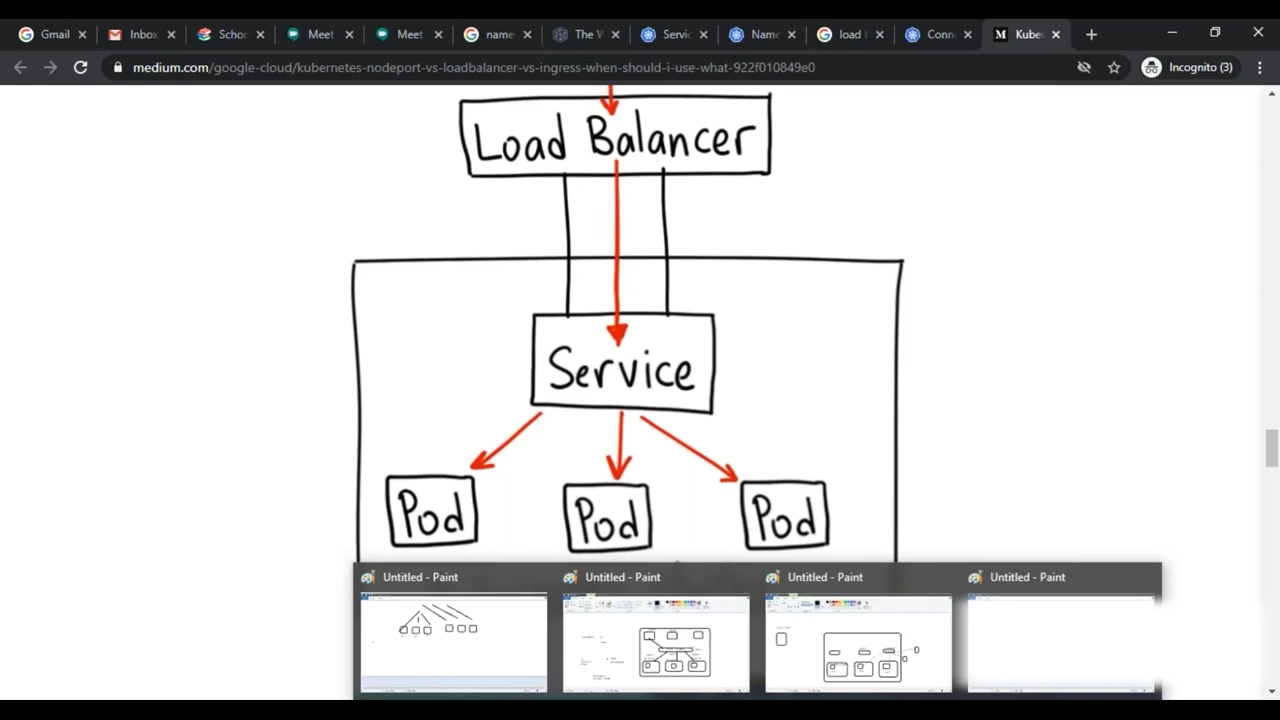 Gmail
Inbox
Schoo
Meet
Meet
name
The W
Servic
Name
load l
Conn
Kube
Incognito (3)
medium.com/google-cloud/kubernetes-nodeport-vs-loadbalancer-vs-ingress-when-should-i-use-what-922f010849e0
Load Balancer
Service
Pod
Pod
Pod
Untitled - Paint
Untitled - Paint
Untitled - Paint
Untitled - Paint